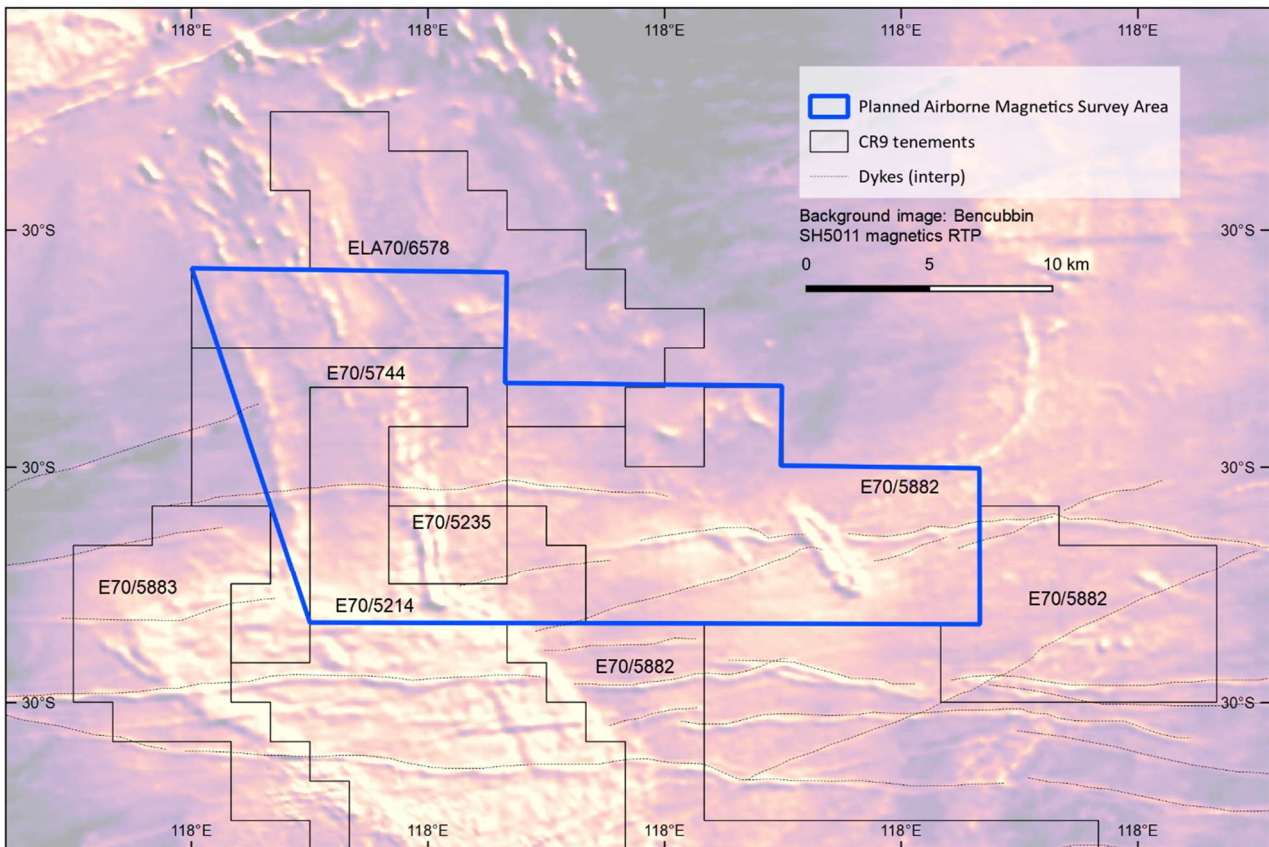 118°E 118°E 118°E 118°E 118°E
Planned Airborne Magnetics Survey Area
CR9 tenements
Dykes (interp)
Background image: Bencubbin
SH5011 magnetics RTP
0 5 10 km
30°S 30°S
ELA70/6578
E70/5744
30°S 30°S
E70/5882
E70/5235
E70/5883
E70/5214
E70/5882
E70/5882
30°S 30°S
118°E 118°E 118°E 118°E 118°E